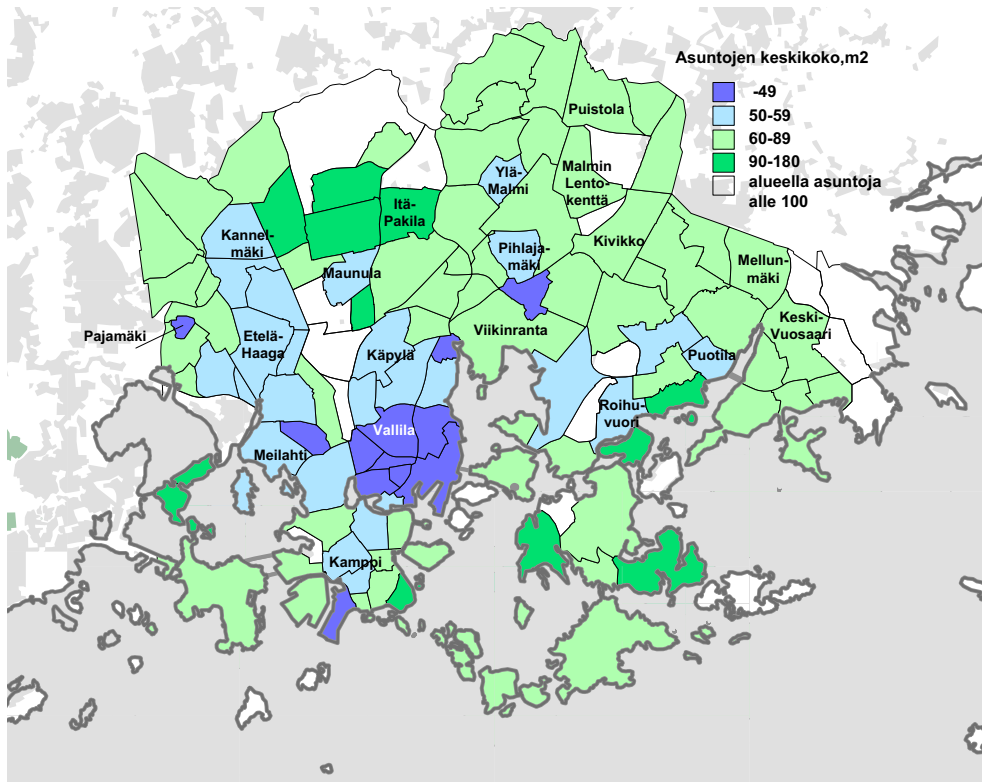 Asuntojen keskikoko,m2
-49
50-59
60-89
90-180
alueella asuntoja
alle 100
Puistola
Ylä-
Malmi
Malmin
Lento-
kenttä
Itä-
Pakila
Kannel-
mäki
Maunula
Pihlaja-
mäki
Kivikko
Mellun-
mäki
Keski-
Vuosaari
Pajamäki
Etelä-
Haaga
Käpylä
Viikinranta
Puotila
Roihu-
vuori
Vallila
Meilahti
Kamppi